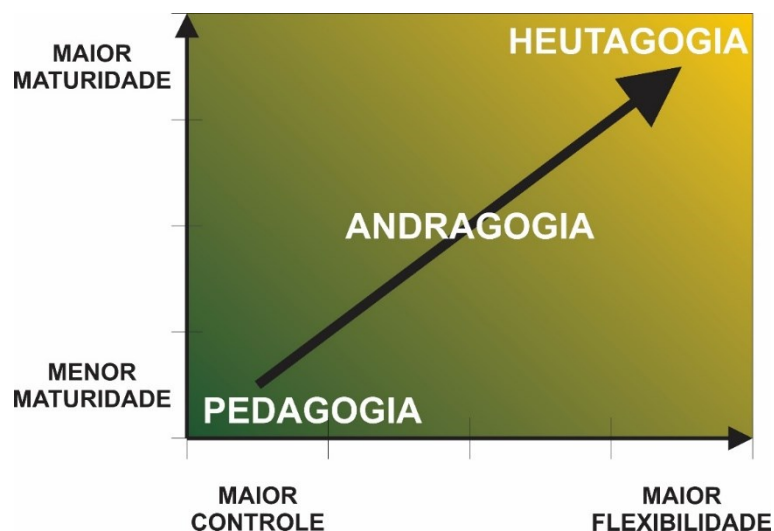 HEUTAGOGIA
MAIOR
MATURIDADE
ANDRAGOGIA
MENOR
MATURIDADE
PEDAGOGIA
MAIOR
CONTROLE
MAIOR
FLEXIBILIDADE